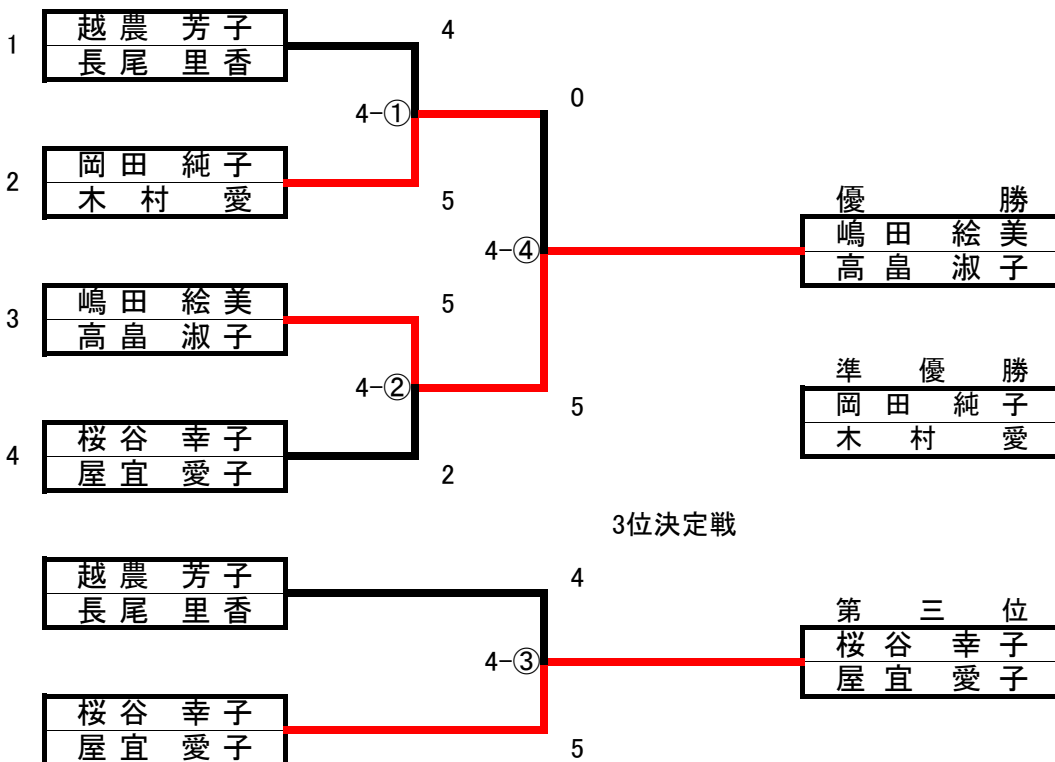 1
越農 芳子
長尾 里香
4
4-①
0
2
岡田 純子
木村 愛
5
4-④
優勝
嶋田 絵美
高畠 淑子
3
嶋田 絵美
高畠 淑子
5
4-②
5
準優勝
岡田 純子
木村 愛
4
桜谷 幸子
屋宜 愛子
2
3位決定戦
越農 芳子
長尾 里香
4
4-③
第三位
桜谷 幸子
屋宜 愛子
桜谷 幸子
屋宜 愛子
5